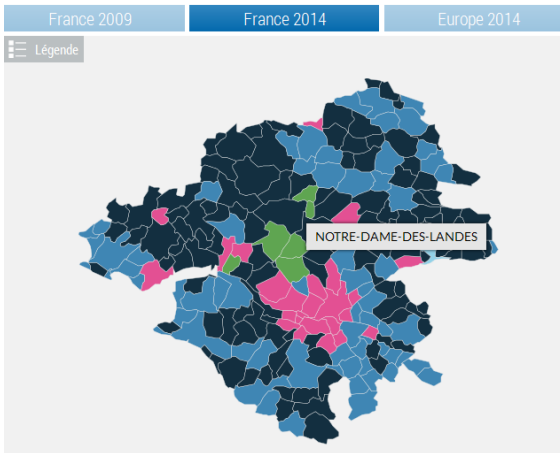 France 2009
France 2014
Europe 2014
Légende
NOTRE-DAME-DES-LANDES